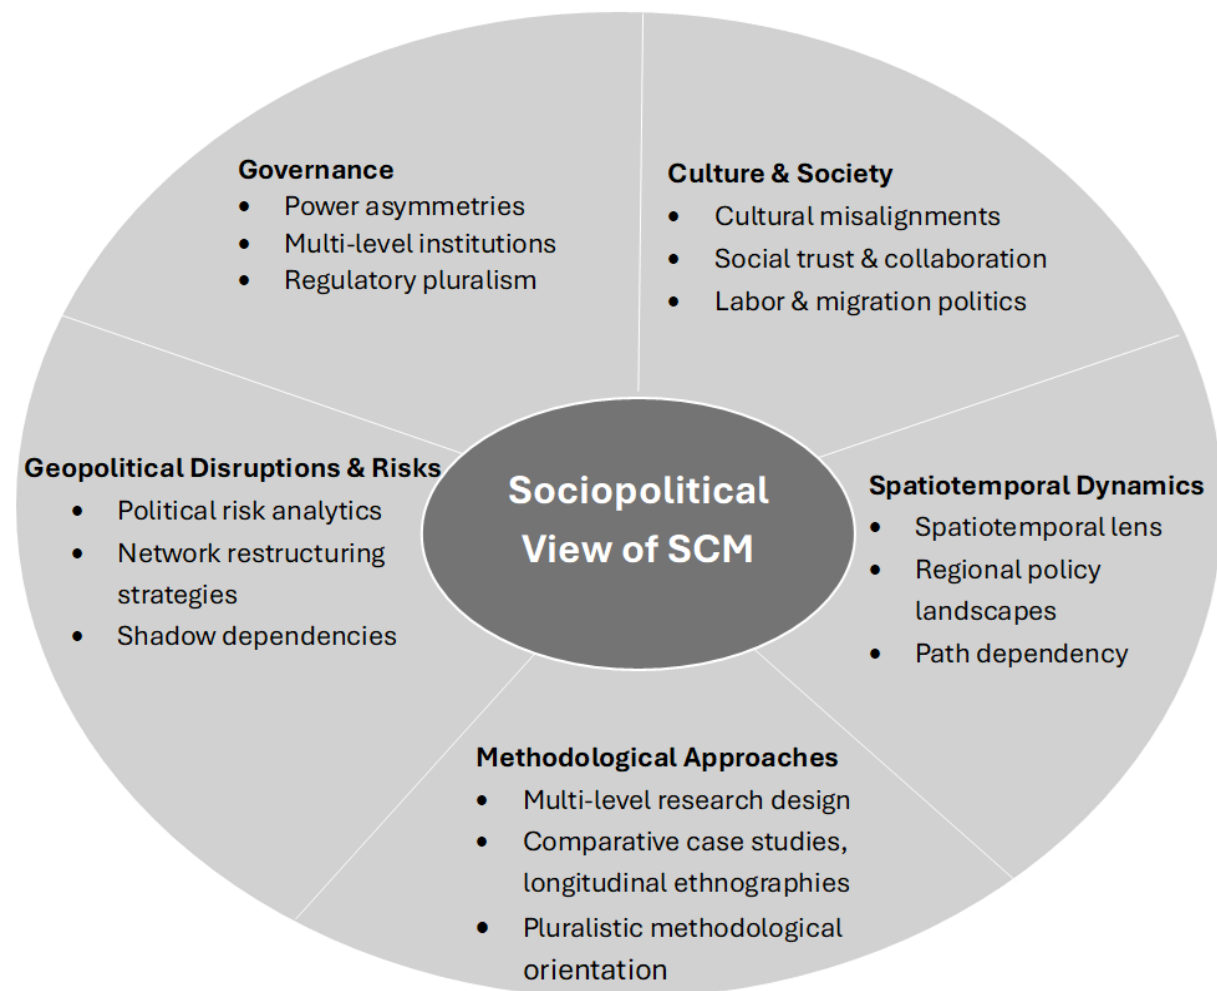 Governance
• Power asymmetries
• Multi-level institutions
• Regulatory pluralism
Culture & Society
• Cultural misalignments
• Social trust & collaboration
• Labor & migration politics
Geopolitical Disruptions & Risks
• Political risk analytics
• Network restructuring
strategies
• Shadow dependencies
Sociopolitical
View of SCM
Spatiotemporal Dynamics
• Spatiotemporal lens
• Regional policy
landscapes
• Path dependency
Methodological Approaches
• Multi-level research design
• Comparative case studies,
longitudinal ethnographies
• Pluralistic methodological
orientation